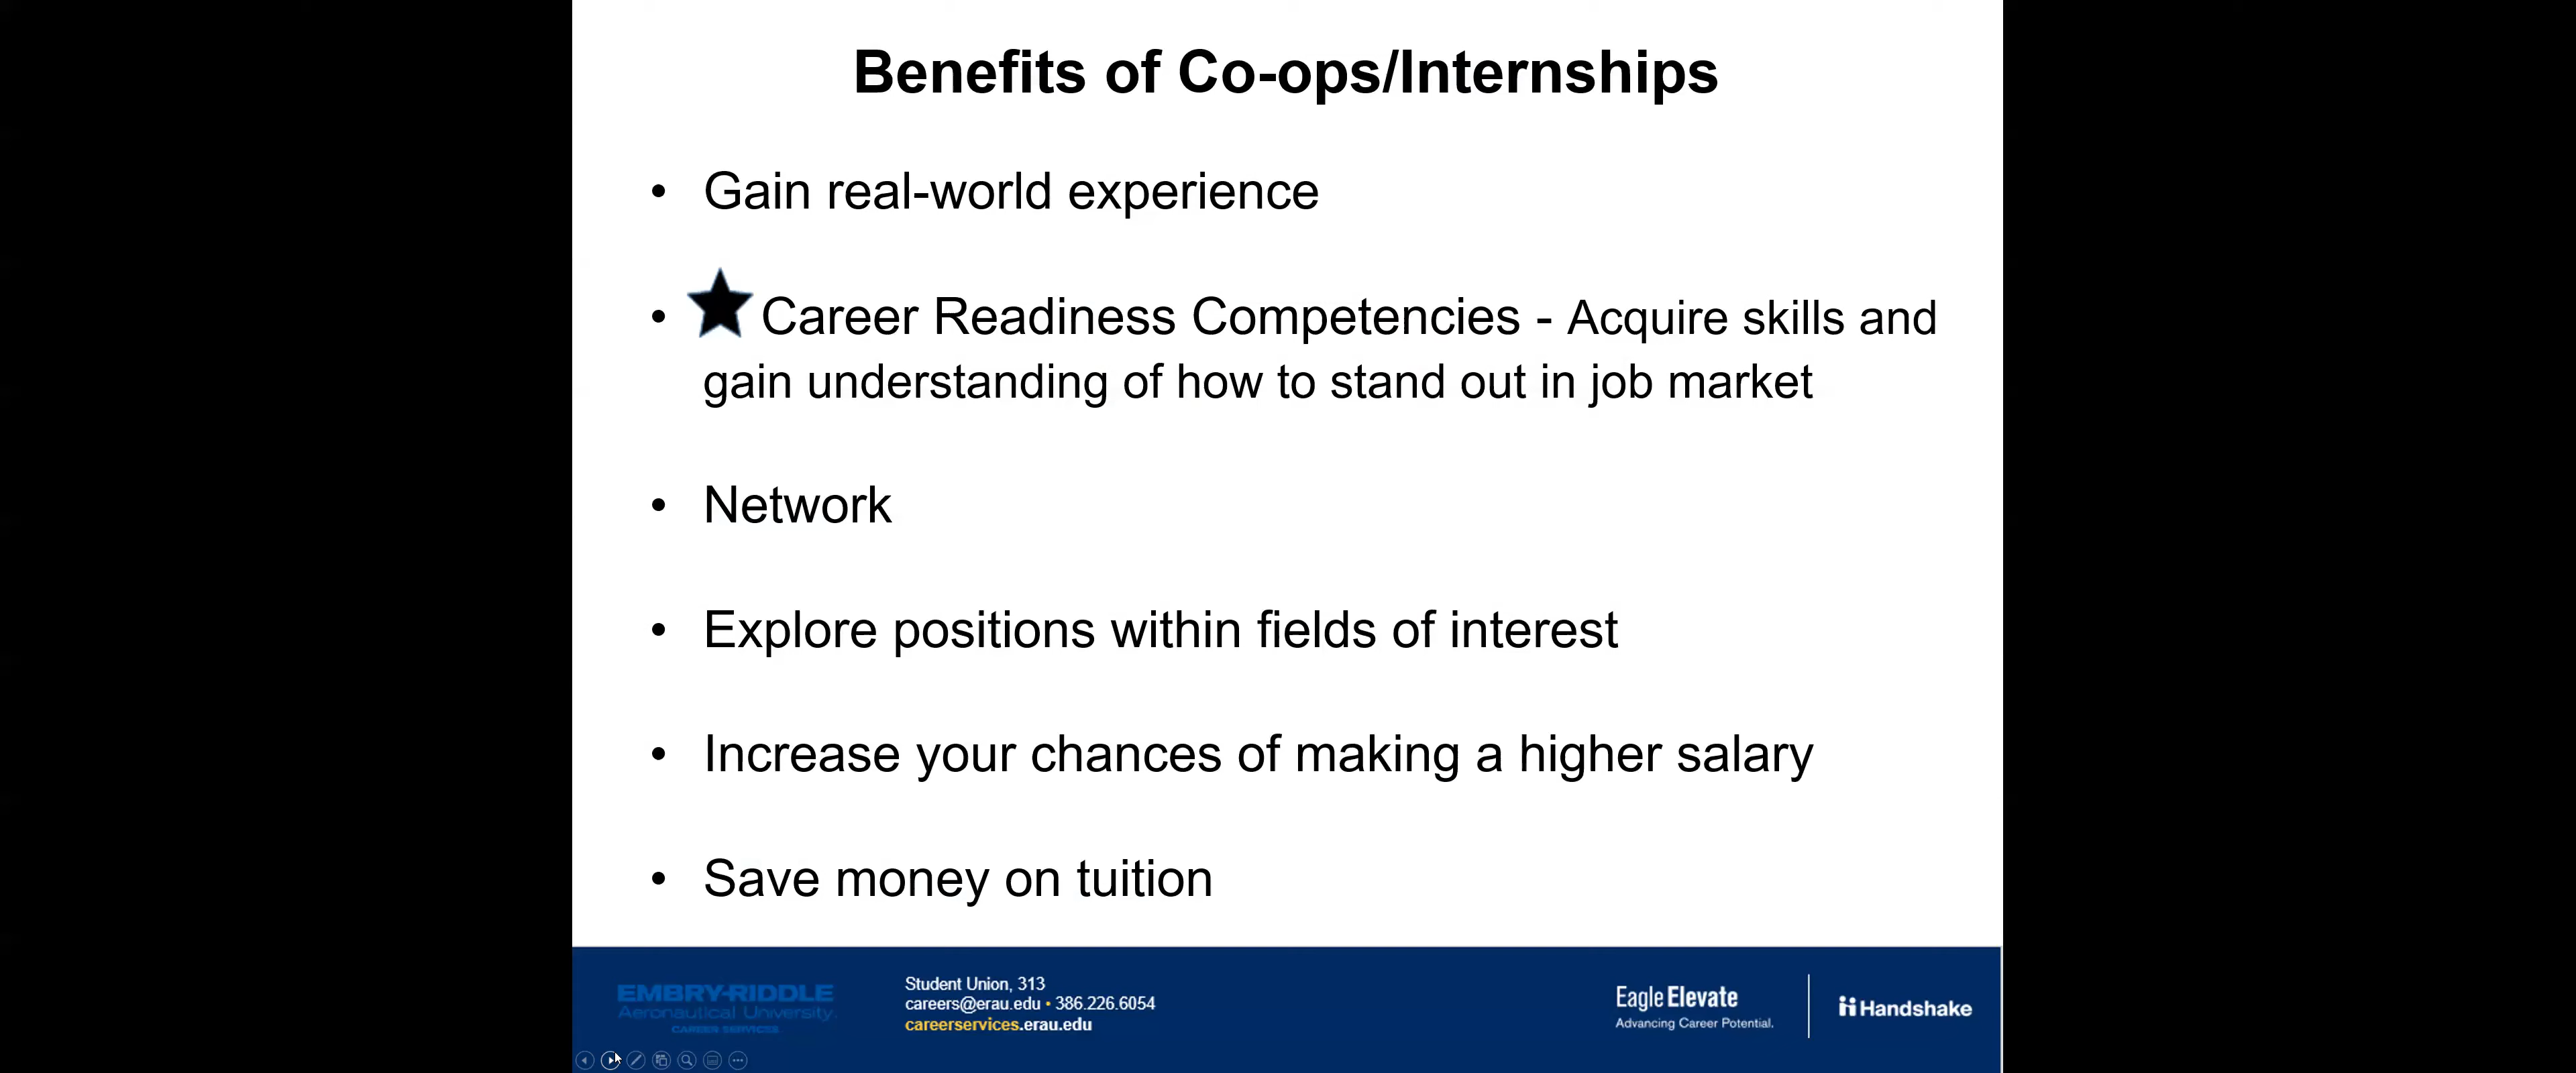 Benefits of Co-ops/Internships
• Gain real-world experience
• Career Readiness Competencies - Acquire skills and
gain understanding of how to stand out in job market
• Network
• Explore positions within fields of interest
• Increase your chances of making a higher salary
• Save money on tuition
EMBRY-RIDDLE
Aeronautical University.
CAREER SERVICES
Student Union, 313
careers@erau.edu • 386.226.6054
careerservices.erau.edu
Eagle Elevate
Advancing Career Potential.
Handshake